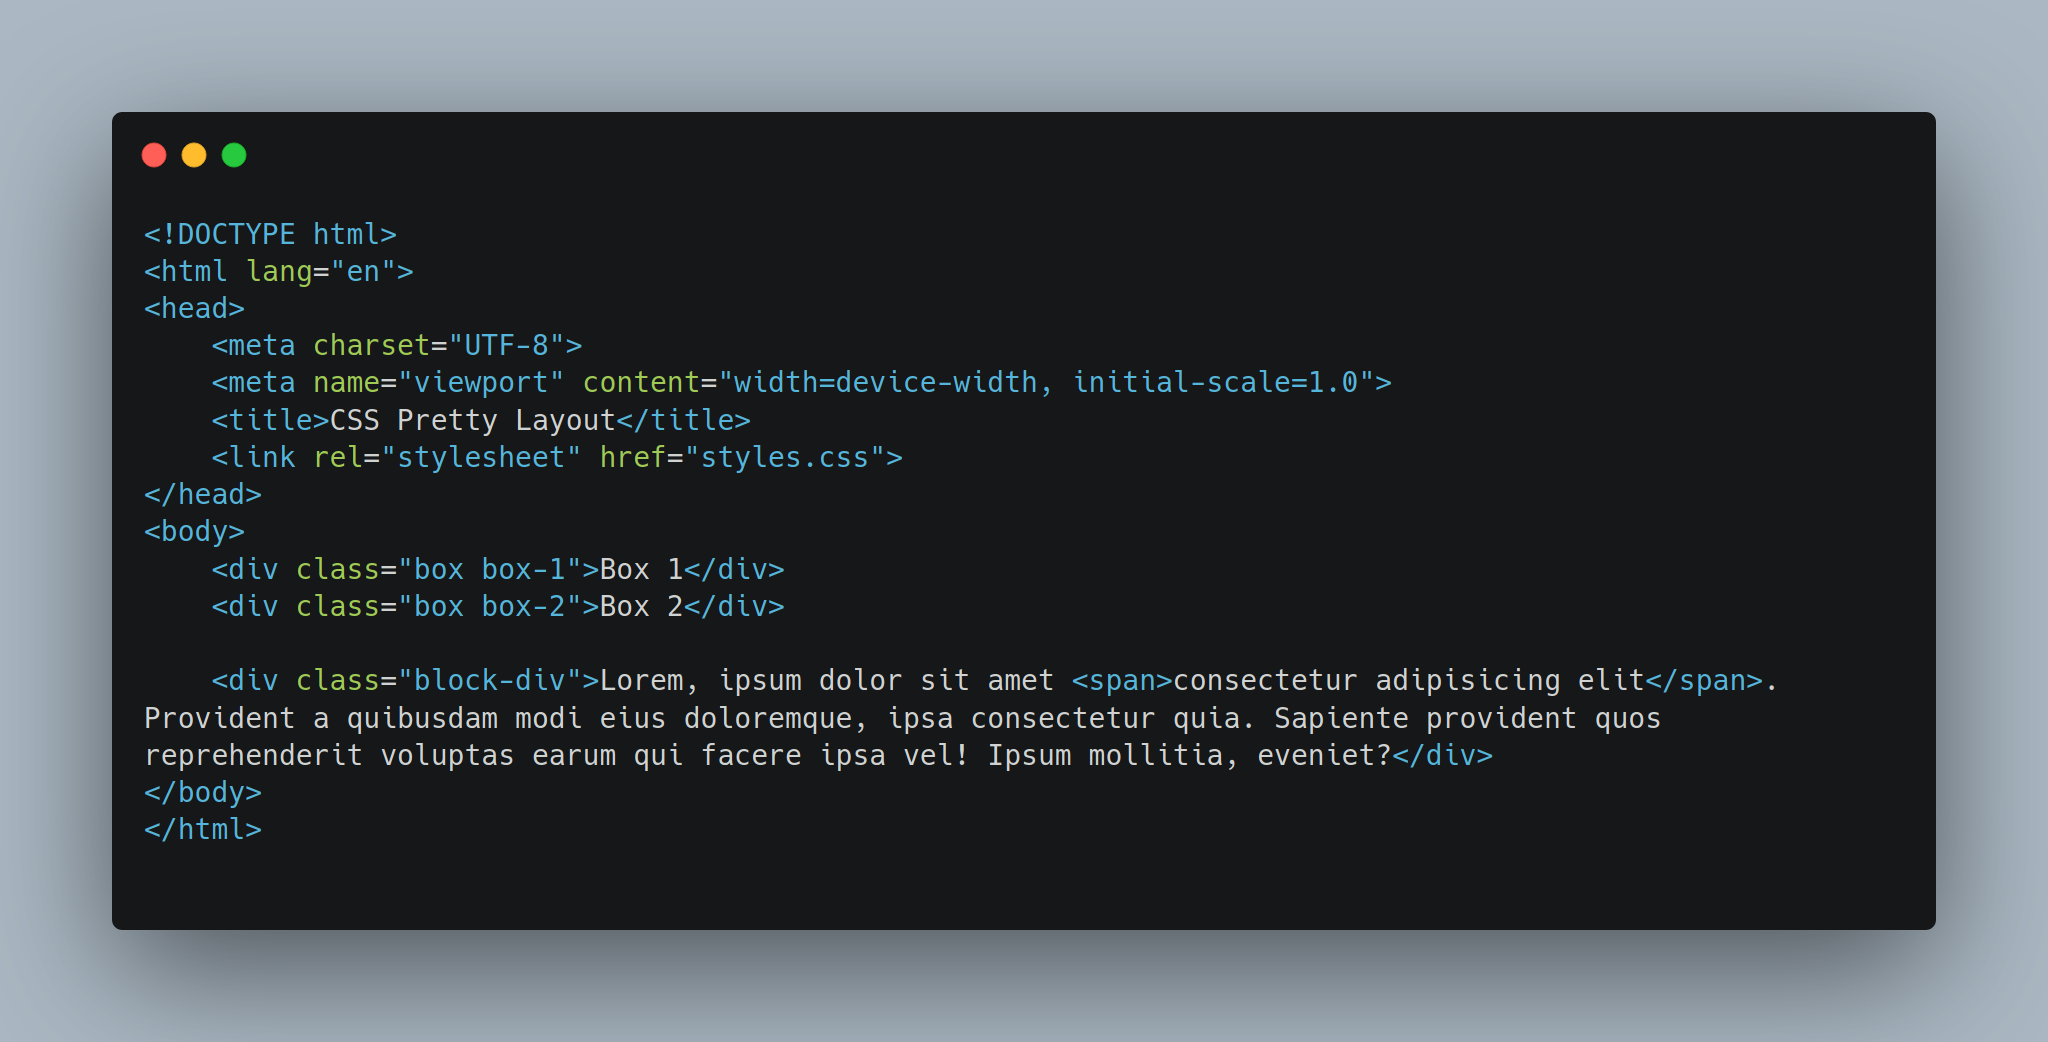 <!DOCTYPE html>
<html lang="en">
<head>
    <meta charset="UTF-8">
    <meta name="viewport" content="width=device-width, initial-scale=1.0">
    <title>CSS Pretty Layout</title>
    <link rel="stylesheet" href="styles.css">
</head>
<body>
    <div class="box box-1">Box 1</div>
    <div class="box box-2">Box 2</div>

    <div class="block-div">Lorem, ipsum dolor sit amet <span>consectetur adipisicing elit</span>.
Provident a quibusdam modi eius doloremque, ipsa consectetur quia. Sapiente provident quos
reprehenderit voluptas earum qui facere ipsa vel! Ipsum mollitia, eveniet?</div>
</body>
</html>